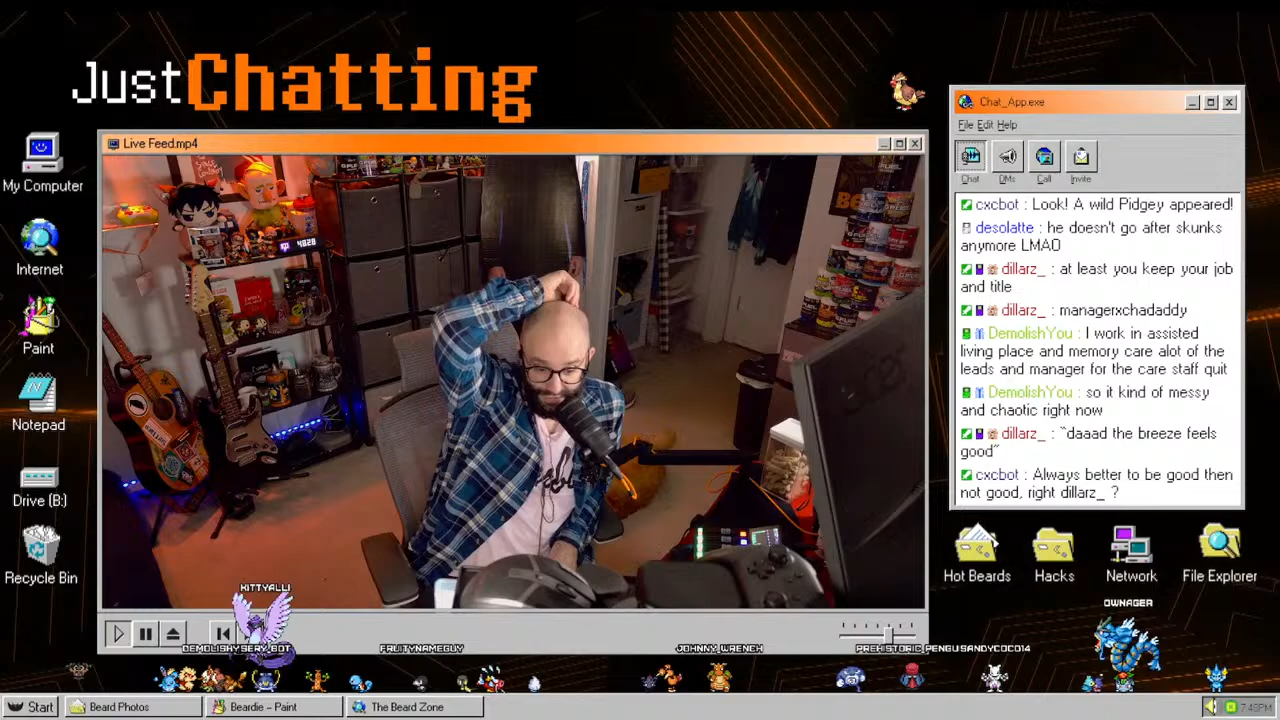 JustChatting
Chat_App.exe
File Edit Help
Chat DMs Call Invite
cxcbot : Look! A wild Pidgey appeared!
desolatte : he doesn't go after skunks
anymore LMAO
dillarz_ : at least you keep your job
and title
dillarz_ : managerxchadaddy
DemolishYou : I work in assisted
living place and memory care alot of the
leads and manager for the care staff quit
DemolishYou : so it kind of messy
and chaotic right now
dillarz_ : "daaad the breeze feels
good"
cxcbot : Always better to be good then
not good, right dillarz_ ?
Live Feed.mp4
4828
My Computer
Internet
Paint
Notepad
Drive (B:)
Recycle Bin
Hot Beards
Hacks
Network
File Explorer
KITTYALLI
OWNAGER
FRUITYNAMEGUY
JOHNNY_WRENCH
Start
Beard Photos
Beardie - Paint
The Beard Zone
7:45PM